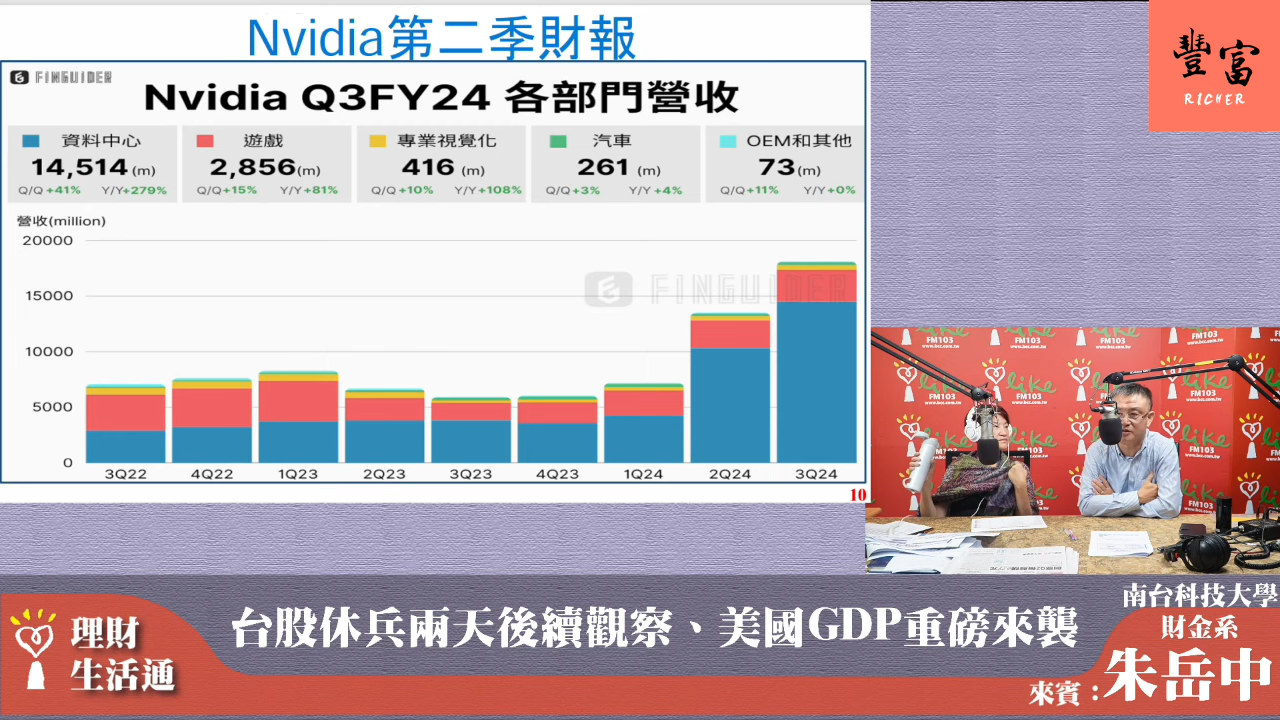 Nvidia第二季財報
FINGUIDER
Nvidia Q3FY24 各部門營收
資料中心
14,514 (m)
Q/Q +41% Y/Y +279%
遊戲
2,856(m)
Q/Q +15% Y/Y +81%
專業視覺化
416 (m)
Q/Q +10% Y/Y +108%
汽車
261 (m)
Q/Q +3% Y/Y +4%
OEM和其他
73(m)
Q/Q +11% Y/Y +0%
營收(million)
20000
15000
10000
5000
0
3Q22 4Q22 1Q23 2Q23 3Q23 4Q23 1Q24 2Q24 3Q24
FINGUIDER
10
豐富
RICHER
like
FM103
www.bcc.com.tw
理財
生活通
台股休兵兩天後續觀察、美國GDP重磅來襲
南台科技大學
財金系
來賓：朱岳中